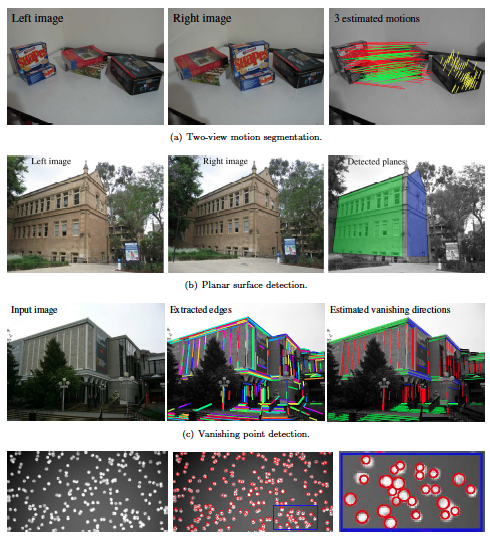 Left image
Right image
3 estimated motions
(a) Two-view motion segmentation.
Left image
Right image
Detected planes
(b) Planar surface detection.
Input image
Extracted edges
Estimated vanishing directions
(c) Vanishing point detection.